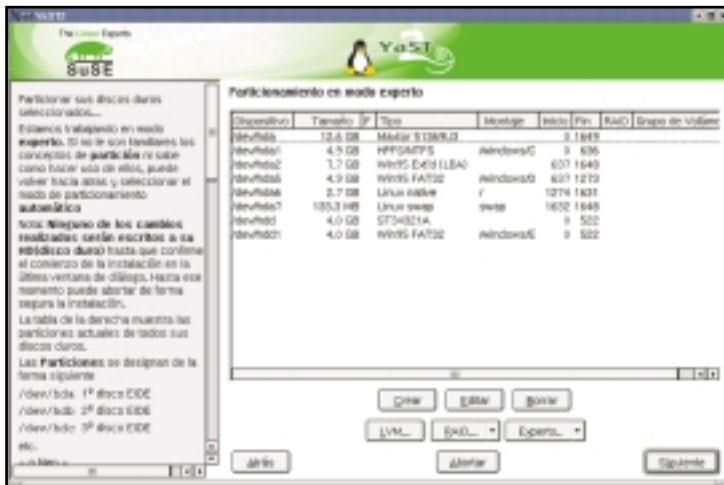 YaST2
The Linux Experts
SuSE
YaST
2
Particionar sus discos duros
seleccionados...
Estamos trabajando en modo
experto. Si no le son familiares los
conceptos de partición ni sabe
como hacer uso de ellos, puede
volver hacia atras y seleccionar el
modo de particionamiento
automático
Nota: Ninguno de los cambios
realizados serán escritos a su
HD(disco duro) hasta que confirme
el comienzo de la instalación en la
última ventana de diálogo. Hasta ese
momento puede abortar de forma
segura la instalación.
La tabla de la derecha muestra las
particiones actuales de todos sus
discos duros.
Las Particiones se designan de la
forma siguiente
/dev/hda 1º disco EIDE
/dev/hdb 2º disco EIDE
/dev/hdc 3º disco EIDE
etc.
Particionamiento en modo experto
Dispositivo Tamaño F Tipo Montaje Inicio Fin RAID Grupo de Volúme
/dev/hda 12.6 GB Maxtor 0 1649
/dev/hda1 4.9 GB HPFS/NTFS /windows/C 0 636
/dev/hda2 7.7 GB Win95 Ext'd (LBA) 637 1648
/dev/hda5 4.9 GB Win95 FAT32 /windows/D 637 1273
/dev/hda6 2.7 GB Linux native / 1274 1631
/dev/hda7 133.3 MB Linux swap swap 1632 1648
/dev/hdd 4.0 GB ST34321A 0 522
/dev/hdd1 4.0 GB Win95 FAT32 /windows/E 0 522
Crear Editar Borrar
LVM... RAID... Experto...
Atrás Abortar Siguiente